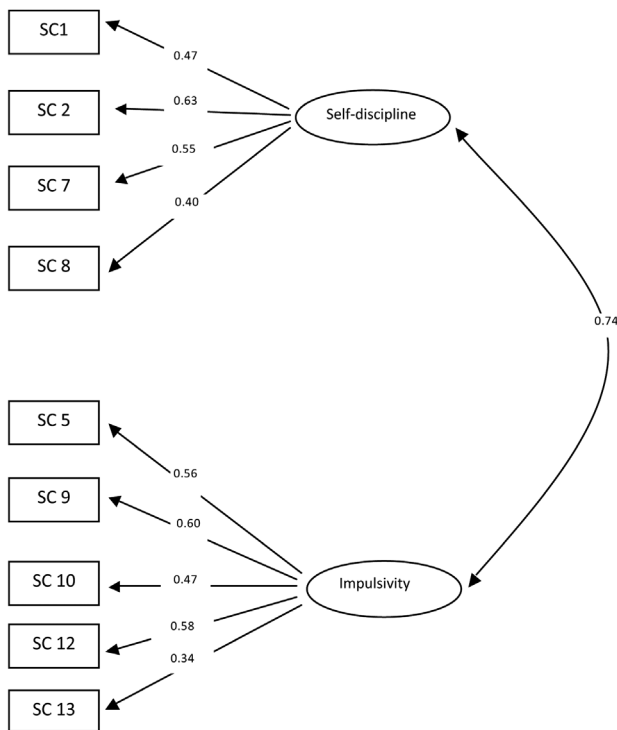 SC1
0.47
SC 2
0.63
Self-discipline
0.55
SC 7
0.40
SC 8
0.74
SC 5
0.56
SC 9
0.60
SC 10
0.47
Impulsivity
0.58
SC 12
0.34
SC 13